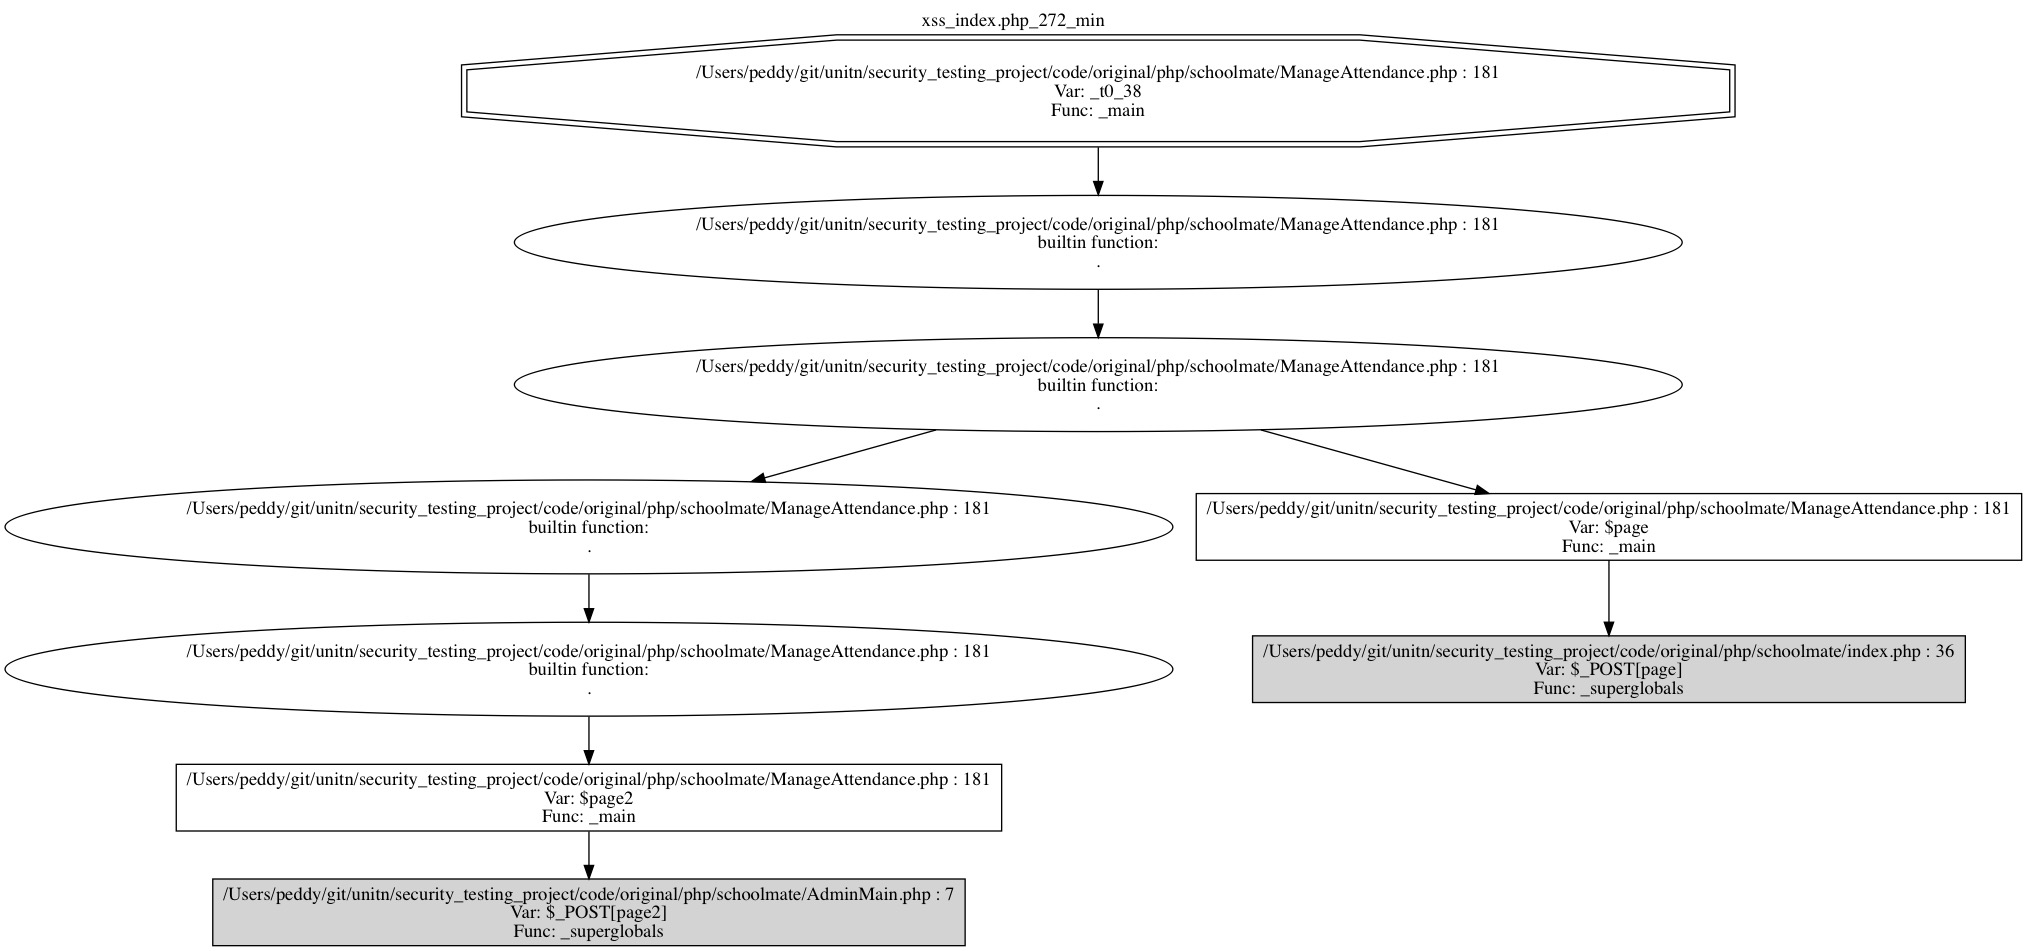 xss_index.php_272_min
/Users/peddy/git/unitn/security_testing_project/code/original/php/schoolmate/ManageAttendance.php : 181
Var: _t0_38
Func: _main
/Users/peddy/git/unitn/security_testing_project/code/original/php/schoolmate/ManageAttendance.php : 181
builtin function:
.
/Users/peddy/git/unitn/security_testing_project/code/original/php/schoolmate/ManageAttendance.php : 181
builtin function:
.
/Users/peddy/git/unitn/security_testing_project/code/original/php/schoolmate/ManageAttendance.php : 181
builtin function:
.
/Users/peddy/git/unitn/security_testing_project/code/original/php/schoolmate/ManageAttendance.php : 181
Var: $page
Func: _main
/Users/peddy/git/unitn/security_testing_project/code/original/php/schoolmate/ManageAttendance.php : 181
builtin function:
.
/Users/peddy/git/unitn/security_testing_project/code/original/php/schoolmate/index.php : 36
Var: $_POST[page]
Func: _superglobals
/Users/peddy/git/unitn/security_testing_project/code/original/php/schoolmate/ManageAttendance.php : 181
Var: $page2
Func: _main
/Users/peddy/git/unitn/security_testing_project/code/original/php/schoolmate/AdminMain.php : 7
Var: $_POST[page2]
Func: _superglobals